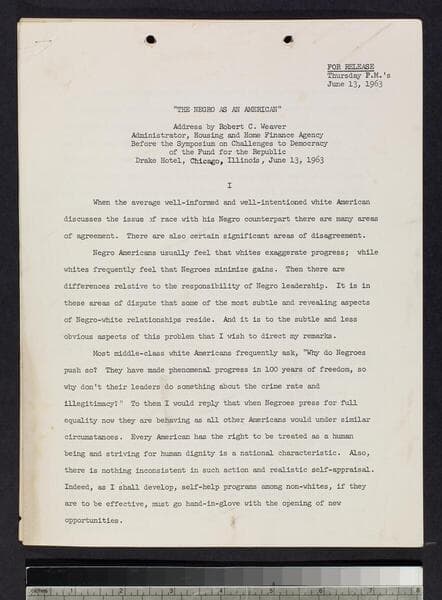 FOR RELEASE
Thursday P.M.'s
June 13, 1963
"THE NEGRO AS AN AMERICAN"
Address by Robert C. Weaver
Administrator, Housing and Home Finance Agency
Before the Symposium on Challenges to Democracy
of the Fund for the Republic
Drake Hotel, Chicago, Illinois, June 13, 1963
I
When the average well-informed and well-intentioned white American
discusses the issue of race with his Negro counterpart there are many areas
of agreement. There are also certain significant areas of disagreement.
Negro Americans usually feel that whites exaggerate progress; while
whites frequently feel that Negroes minimize gains. Then there are
differences relative to the responsibility of Negro leadership. It is in
these areas of dispute that some of the most subtle and revealing aspects
of Negro-white relationships reside. And it is to the subtle and less
obvious aspects of this problem that I wish to direct my remarks.
Most middle-class white Americans frequently ask, "Why do Negroes
push so? They have made phenomenal progress in 100 years of freedom, so
why don't their leaders do something about the crime rate and
illegitimacy?" To them I would reply that when Negroes press for full
equality now they are behaving as all other Americans would under similar
circumstances. Every American has the right to be treated as a human
being and striving for human dignity is a national characteristic. Also,
there is nothing inconsistent in such action and realistic self-appraisal.
Indeed, as I shall develop, self-help programs among non-whites, if they
are to be effective, must go hand-in-glove with the opening of new
opportunities.
inches 1 2 3 4 5 6 7 8